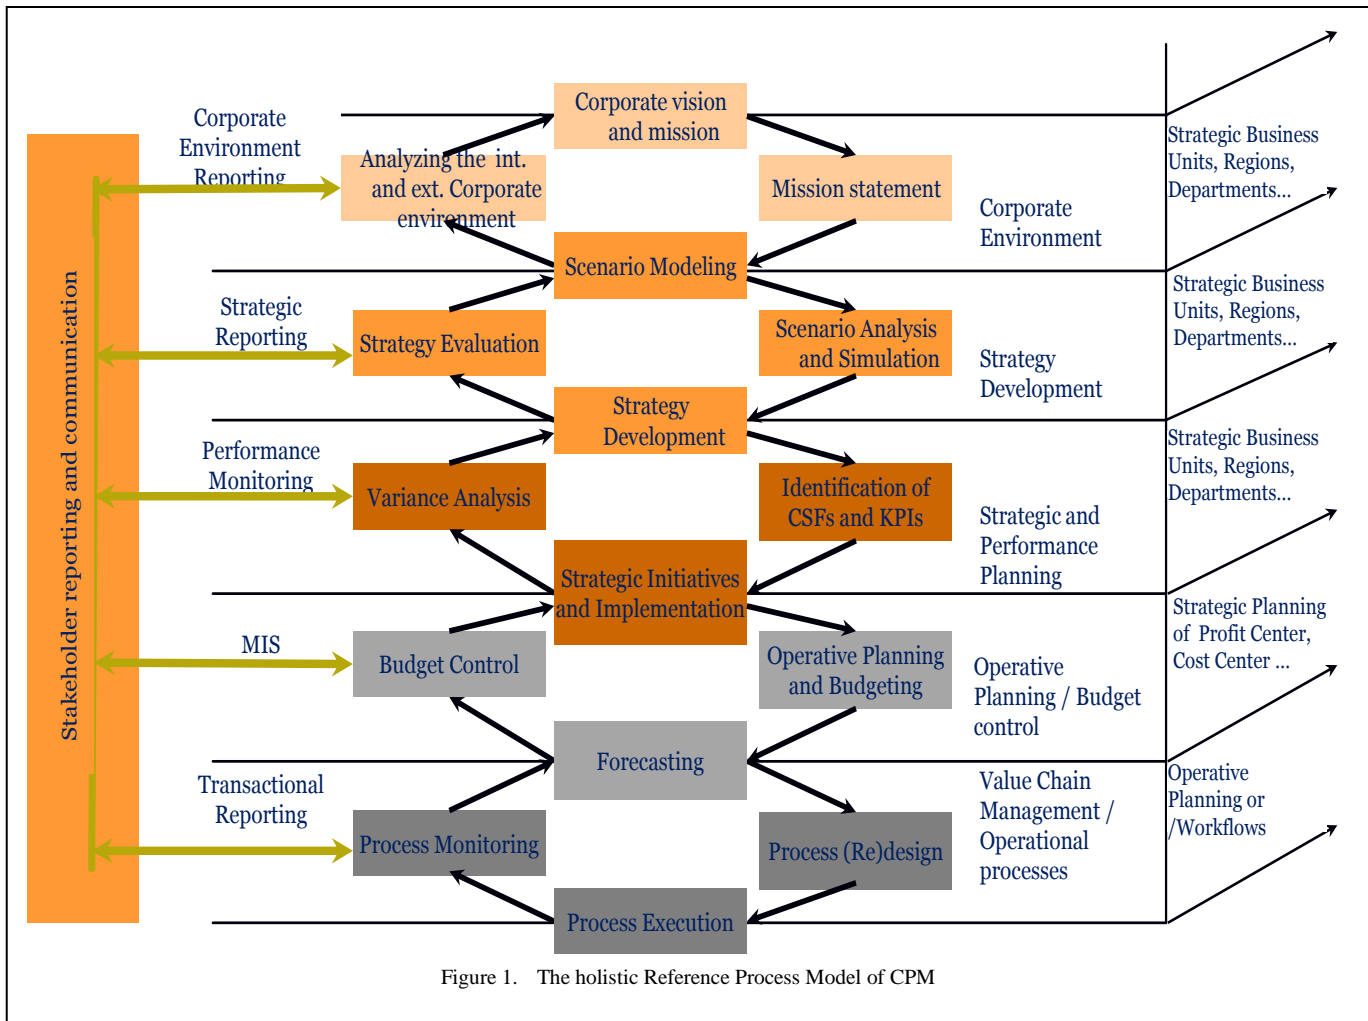 Corporate vision
and mission
Corporate
Environment
Reporting
Analyzing the int.
and ext. Corporate
environment
Mission statement
Strategic Business
Units, Regions,
Departments...
Corporate
Environment
Scenario Modeling
Strategic
Reporting
Strategy Evaluation
Scenario Analysis
and Simulation
Strategic Business
Units, Regions,
Departments...
Strategy
Development
Strategy
Development
Performance
Monitoring
Variance Analysis
Identification of
CSFs and KPIs
Strategic Business
Units, Regions,
Departments...
Strategic and
Performance
Planning
Strategic Initiatives
and Implementation
MIS
Budget Control
Operative Planning
and Budgeting
Strategic Planning
of Profit Center,
Cost Center ...
Operative
Planning / Budget
control
Forecasting
Transactional
Reporting
Process Monitoring
Process (Re)design
Value Chain
Management /
Operational
processes
Operative
Planning or
/Workflows
Process Execution
Stakeholder reporting and communication
Figure 1. The holistic Reference Process Model of CPM